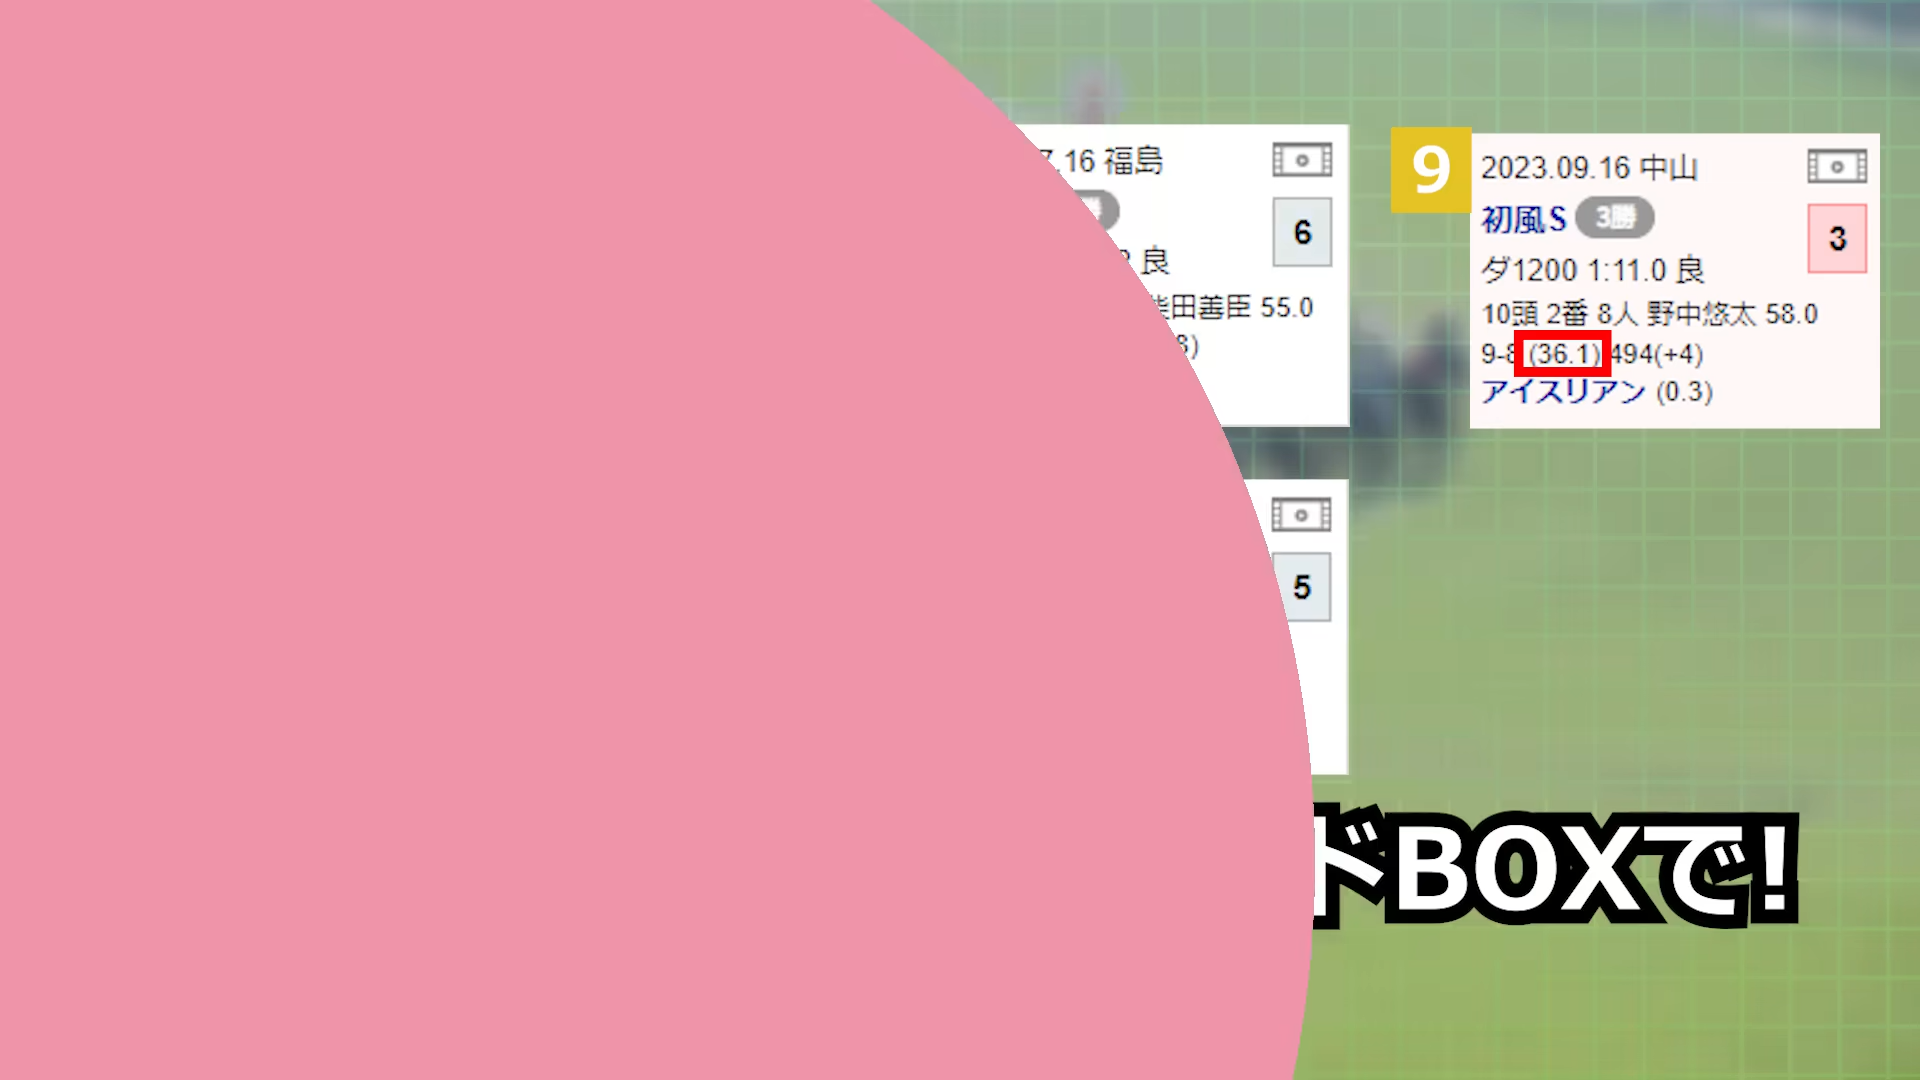 .16 福島
6
良
田善臣 55.0
5
9
2023.09.16 中山
初風S 3勝
3
ダ1200 1:11.0 良
10頭 2番 8人 野中悠太 58.0
9-8 (36.1) 494(+4)
アイスリアン (0.3)
ドBOXで!